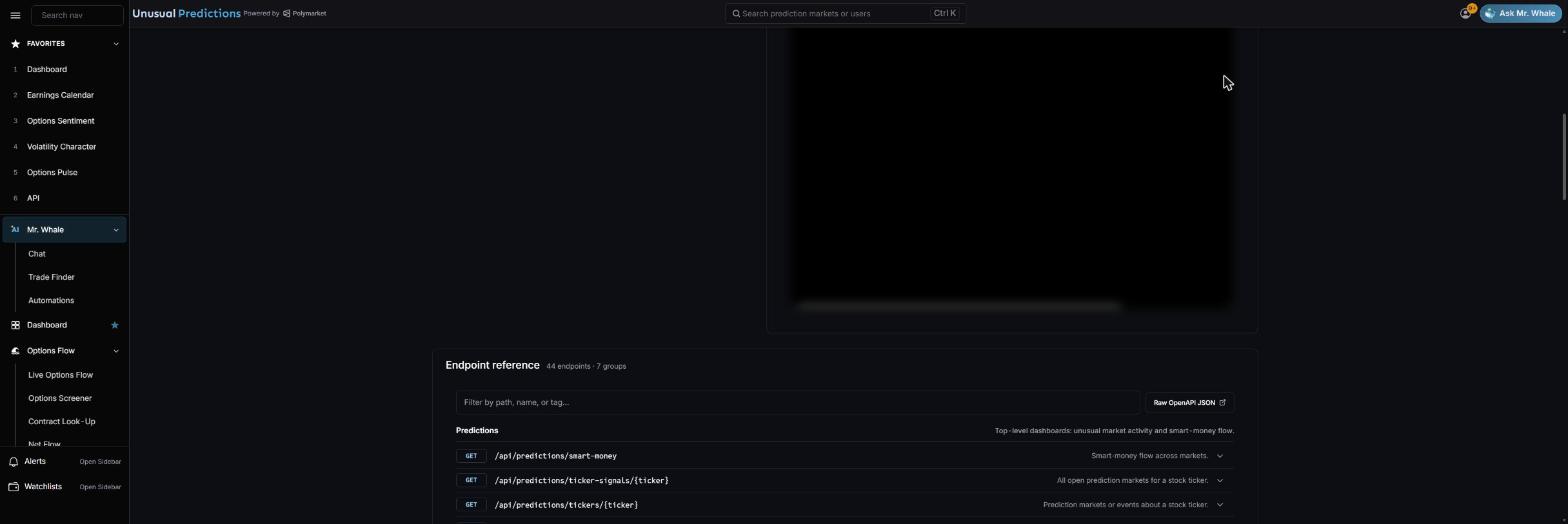 Search nav
Unusual Predictions Powered by Polymarket
Search prediction markets or users Ctrl K
9+
Ask Mr. Whale
FAVORITES
1 Dashboard
2 Earnings Calendar
3 Options Sentiment
4 Volatility Character
5 Options Pulse
6 API
AI Mr. Whale
Chat
Trade Finder
Automations
Dashboard
Options Flow
Live Options Flow
Options Screener
Contract Look-Up
Net Flow
Alerts Open Sidebar
Watchlists Open Sidebar
Endpoint reference 44 endpoints · 7 groups
Filter by path, name, or tag...
Raw OpenAPI JSON
Predictions Top-level dashboards: unusual market activity and smart-money flow.
GET /api/predictions/smart-money Smart-money flow across markets.
GET /api/predictions/ticker-signals/{ticker} All open prediction markets for a stock ticker.
GET /api/predictions/tickers/{ticker} Prediction markets or events about a stock ticker.